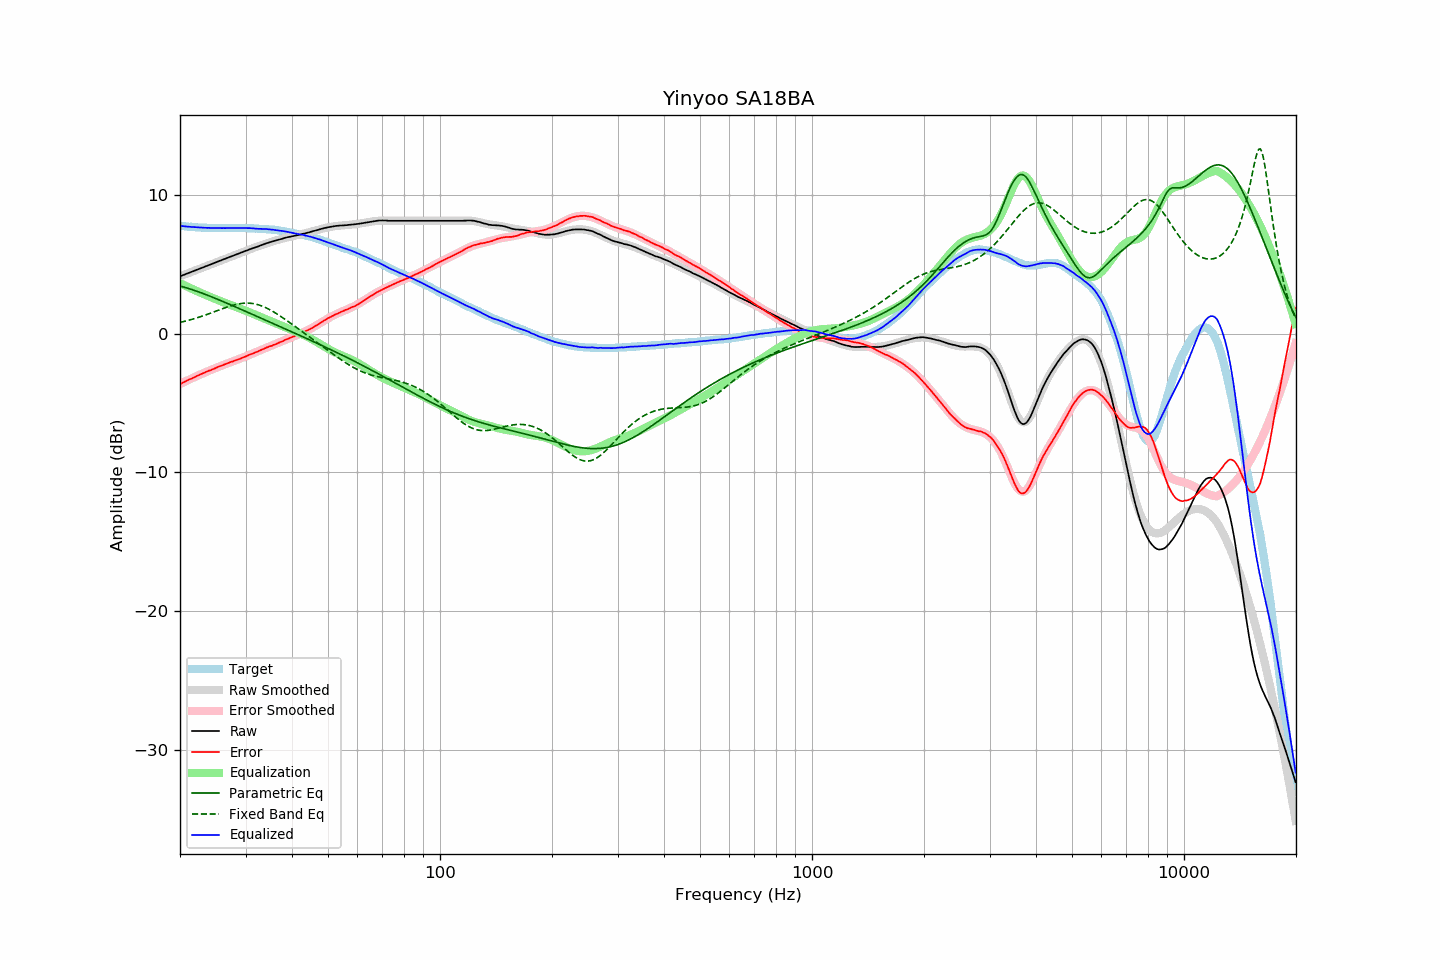 Yinyoo SA18BA
Amplitude (dBr)
10
0
−10
−20
−30
Target
Raw Smoothed
Error Smoothed
Raw
Error
Equalization
Parametric Eq
Fixed Band Eq
Equalized
100
1000
10000
Frequency (Hz)